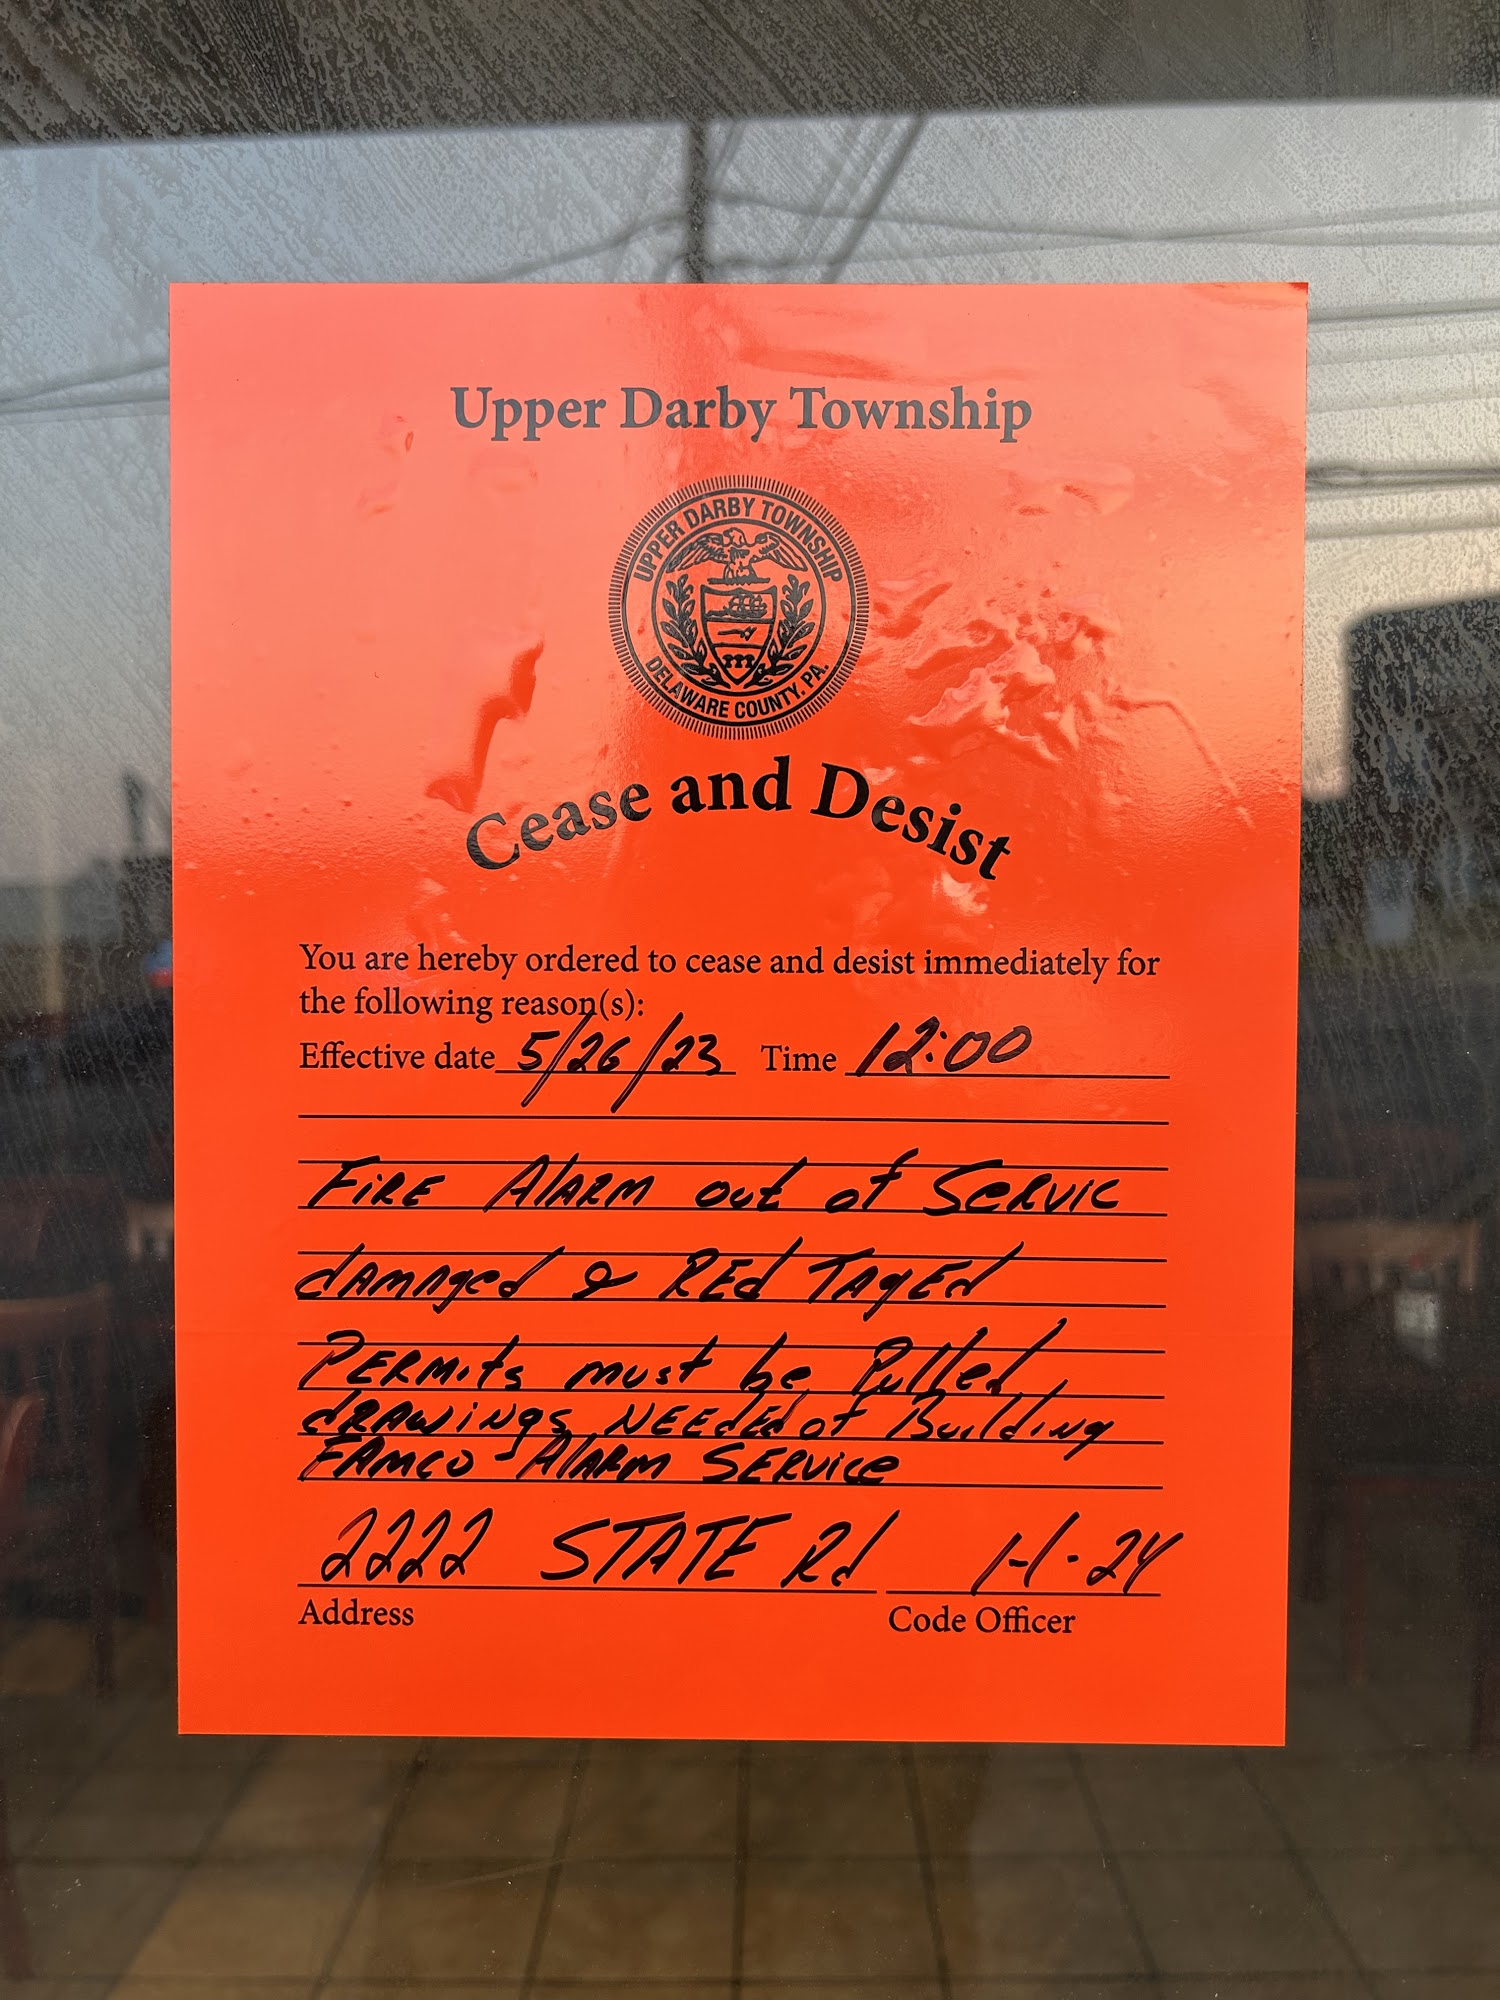 Upper Darby Township
UPPER DARBY TOWNSHIP
DELAWARE COUNTY, PA.
Cease and Desist
You are hereby ordered to cease and desist immediately for
the following reason(s):
Effective date 5/26/23 Time 12:00
FiRE AlARM out of SeRvic
dAmAged & REd TAgEd
PERMits must be Pulled
dRAwiNgs NEEdEd of Building
FAMCO - AlARM SERvice
2222 STATE Rd 1-1-24
Address Code Officer